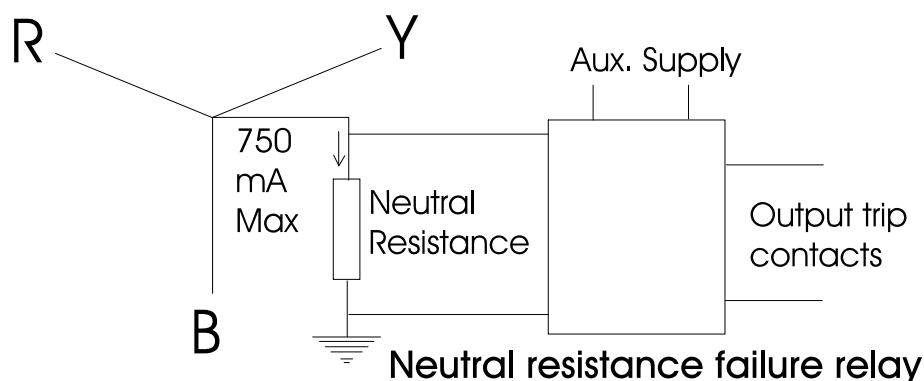 R
Y
Aux. Supply
750
mA
Max
Neutral
Resistance
Output trip
contacts
B
Neutral resistance failure relay